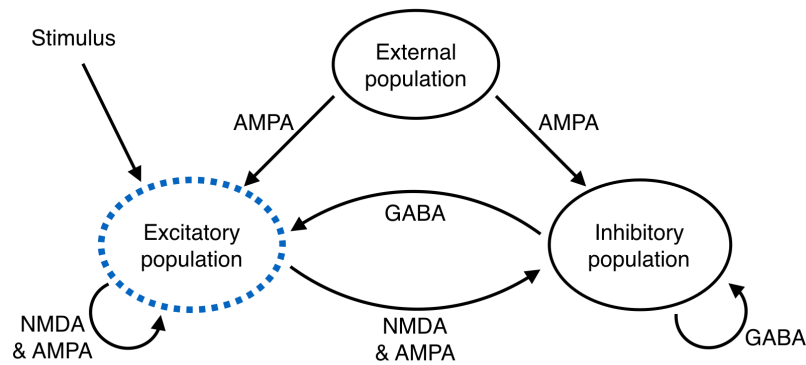 Stimulus
External
population
AMPA
AMPA
GABA
Excitatory
population
Inhibitory
population
NMDA
& AMPA
NMDA
& AMPA
GABA